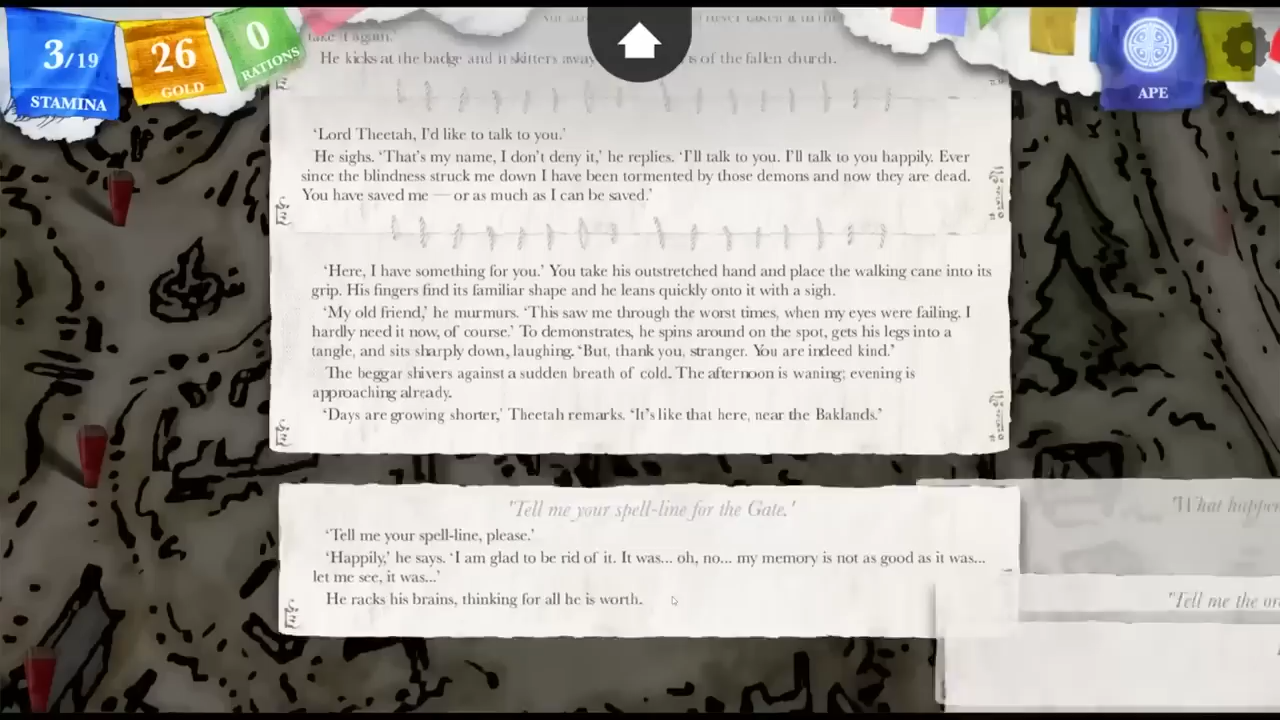 3/19
STAMINA
26
GOLD
0
RATIONS
APE
take it again.
He kicks at the badge and it skitters away
s of the fallen church.
‘Lord Theetah, I’d like to talk to you.’
He sighs. ‘That’s my name, I don’t deny it,’ he replies. ‘I’ll talk to you. I’ll talk to you happily. Ever
since the blindness struck me down I have been tormented by those demons and now they are dead.
You have saved me — or as much as I can be saved.’
‘Here, I have something for you.’ You take his outstretched hand and place the walking cane into its
grip. His fingers find its familiar shape and he leans quickly onto it with a sigh.
‘My old friend,’ he murmurs. ‘This saw me through the worst times, when my eyes were failing. I
hardly need it now, of course.’ To demonstrates, he spins around on the spot, gets his legs into a
tangle, and sits sharply down, laughing. ‘But, thank you, stranger. You are indeed kind.’
The beggar shivers against a sudden breath of cold. The afternoon is waning; evening is
approaching already.
‘Days are growing shorter,’ Theetah remarks. ‘It’s like that here, near the Baklands.’
'Tell me your spell-line for the Gate.'
‘Tell me your spell-line, please.’
‘Happily,’ he says. ‘I am glad to be rid of it. It was... oh, no... my memory is not as good as it was...
let me see, it was...’
He racks his brains, thinking for all he is worth.
'What happen
'Tell me the or